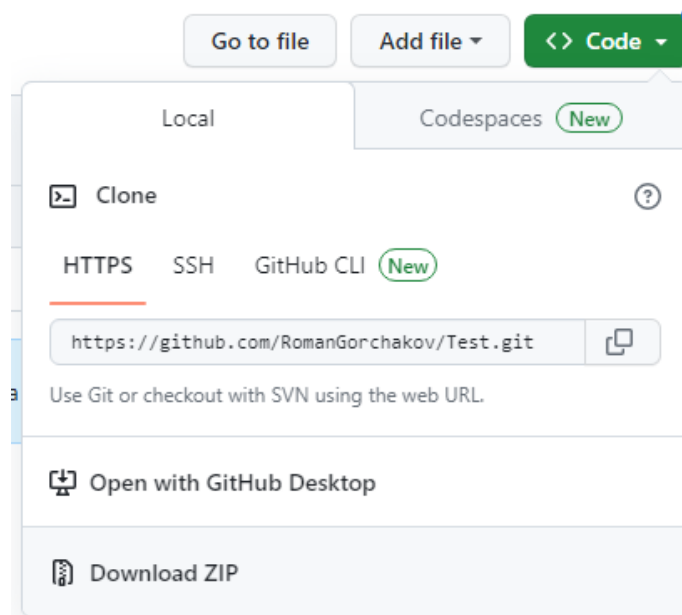 Go to file Add file <> Code
Local Codespaces New
Clone
HTTPS SSH GitHub CLI New
https://github.com/RomanGorchakov/Test.git
a Use Git or checkout with SVN using the web URL.
Open with GitHub Desktop
Download ZIP